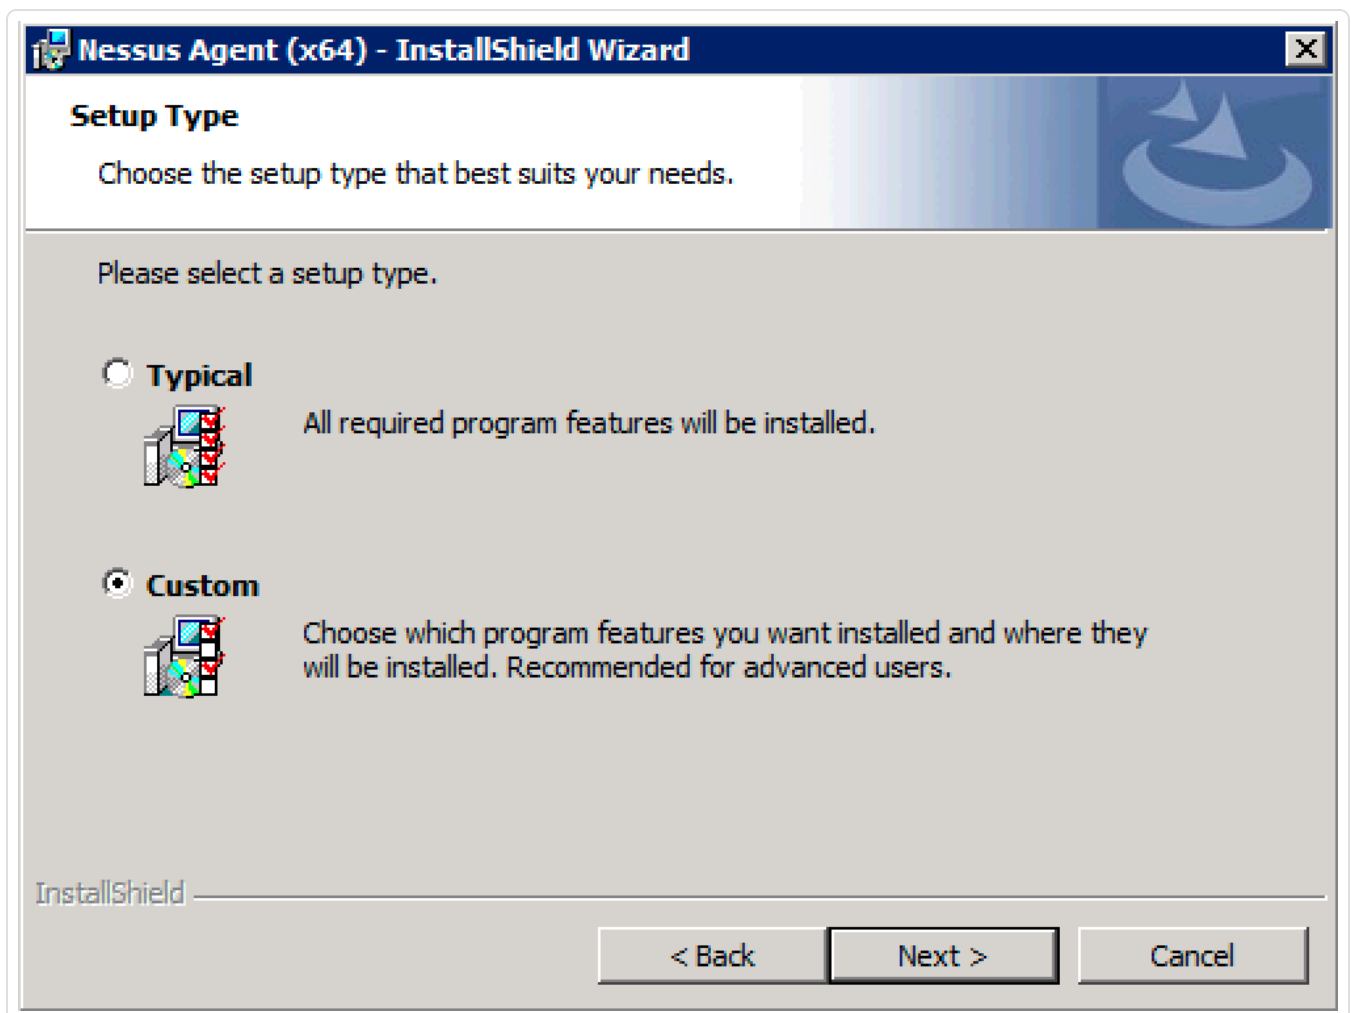 Nessus Agent (x64) - InstallShield Wizard
Setup Type
Choose the setup type that best suits your needs.
Please select a setup type.
Typical
All required program features will be installed.
Custom
Choose which program features you want installed and where they
will be installed. Recommended for advanced users.
InstallShield
< Back
Next >
Cancel